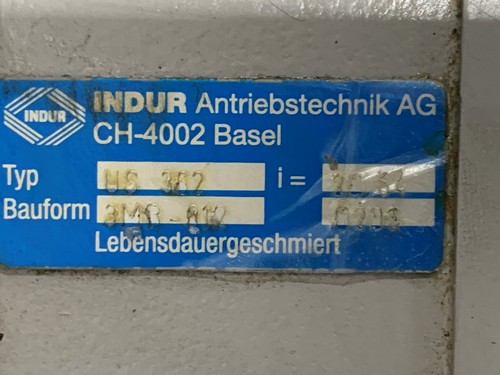 INDUR
INDUR Antriebstechnik AG
CH-4002 Basel
Typ i =
Bauform
Lebensdauergeschmiert